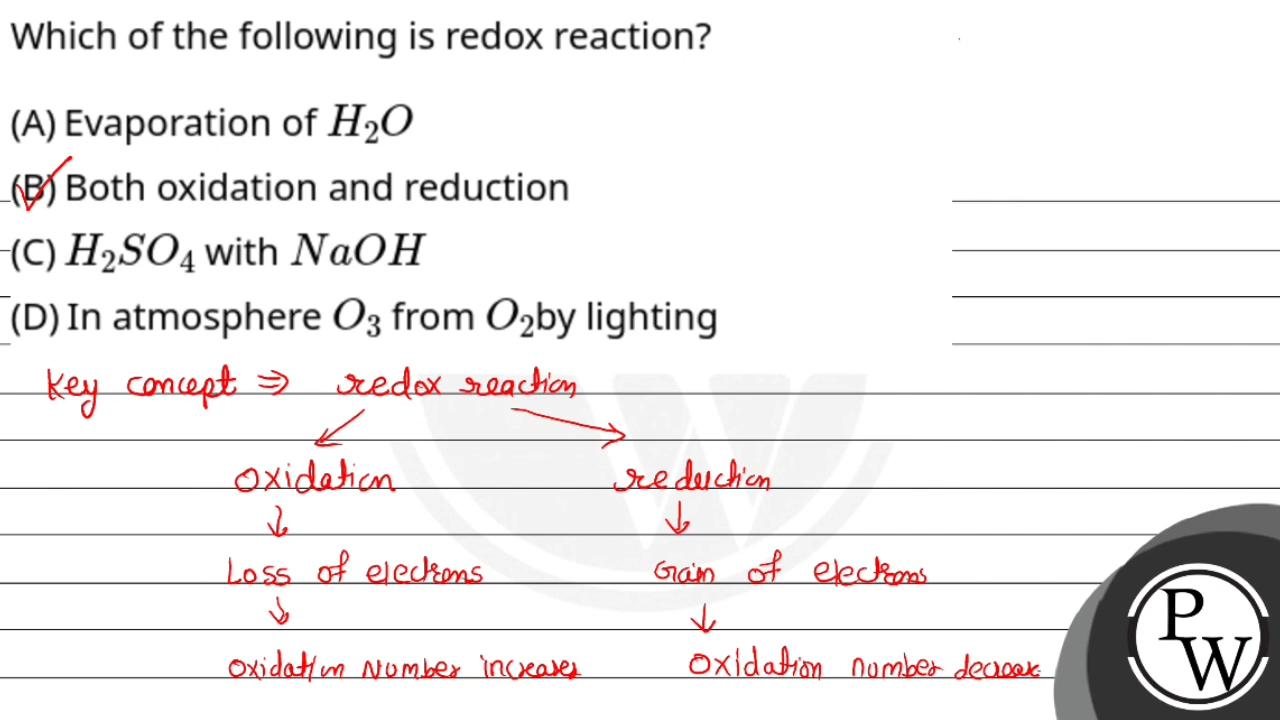 Which of the following is redox reaction?
(A) Evaporation of H₂O
(B) Both oxidation and reduction
(C) H₂SO₄ with NaOH
(D) In atmosphere O₃ from O₂by lighting
Key concept ⇒ redox reaction
Oxidation reduction
↓ ↓
Loss of electrons Gain of electrons
↓ ↓
Oxidation Number increases Oxidation number decrease
P
W